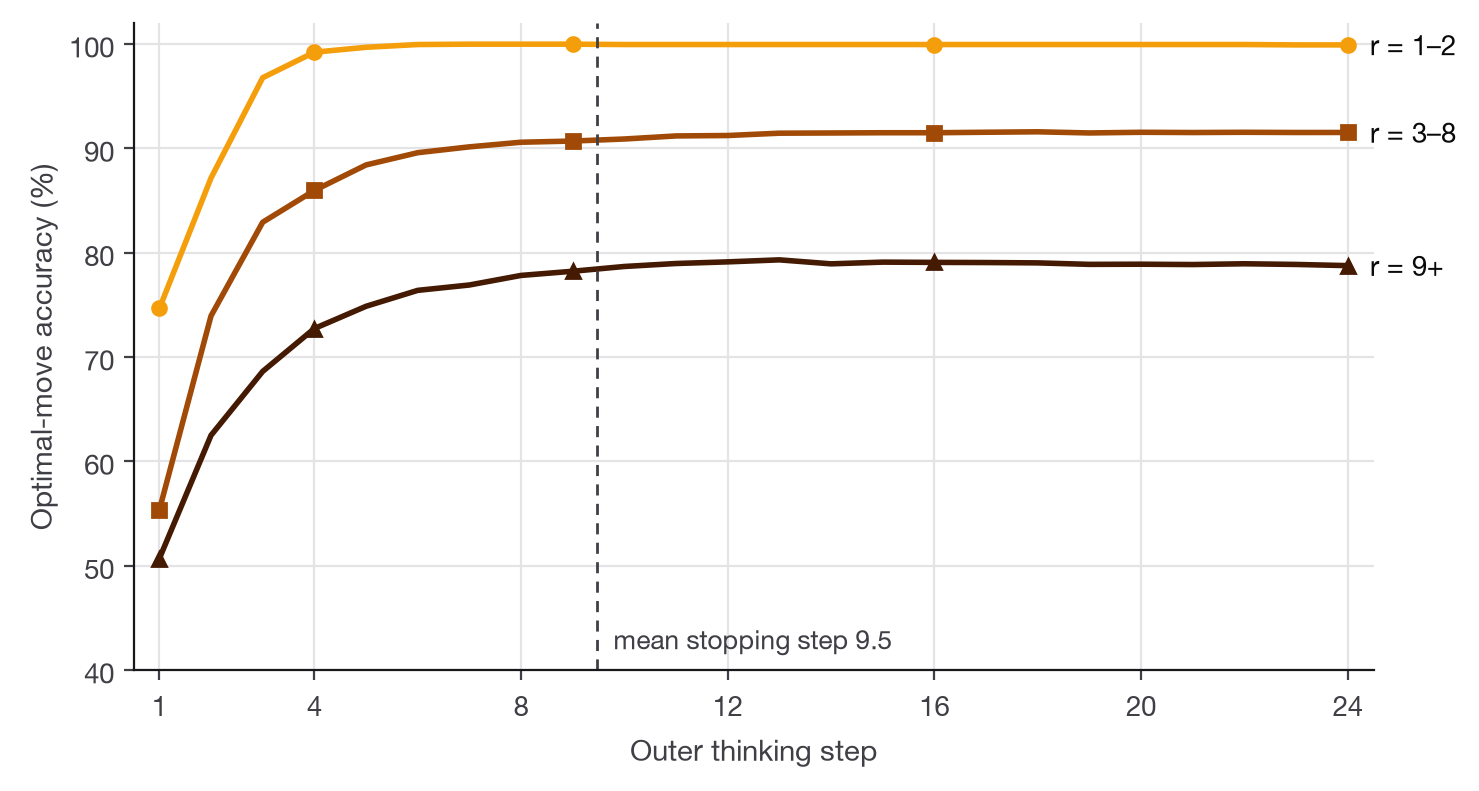 Optimal-move accuracy (%)
100
90
80
70
60
50
40
r = 1–2
r = 3–8
r = 9+
mean stopping step 9.5
1 4 8 12 16 20 24
Outer thinking step